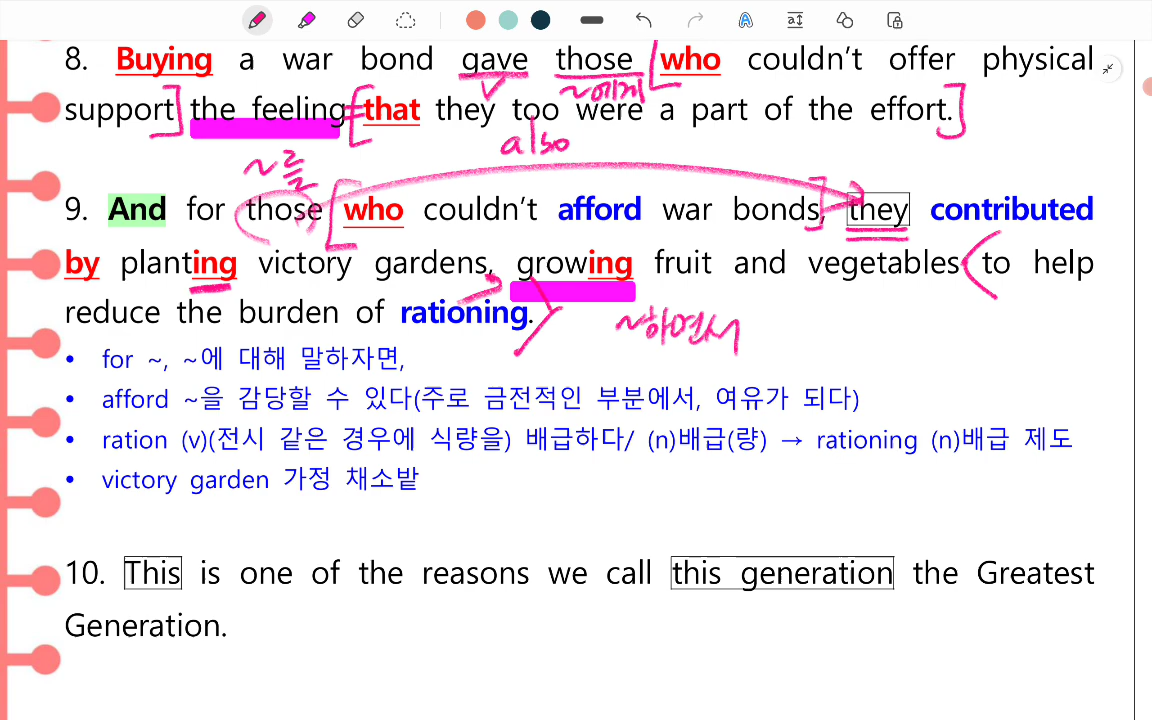 8. Buying a war bond gave those who couldn't offer physical
~에게
support the feeling that they too were a part of the effort.
also
~를
9. And for those who couldn't afford war bonds, they contributed
by planting victory gardens, growing fruit and vegetables to help
reduce the burden of rationing.
~하면서
• for ~, ~에 대해 말하자면,
• afford ~을 감당할 수 있다(주로 금전적인 부분에서, 여유가 되다)
• ration (v)(전시 같은 경우에 식량을) 배급하다/ (n)배급(량) → rationing (n)배급 제도
• victory garden 가정 채소밭
10. This is one of the reasons we call this generation the Greatest
Generation.